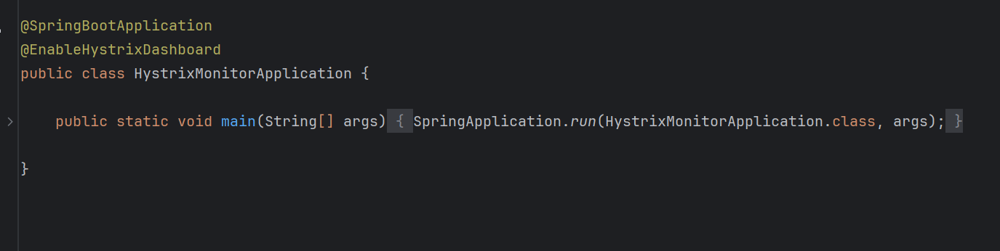 @SpringBootApplication
@EnableHystrixDashboard
public class HystrixMonitorApplication {
public static void main(String[] args) { SpringApplication.run(HystrixMonitorApplication.class, args); }
}